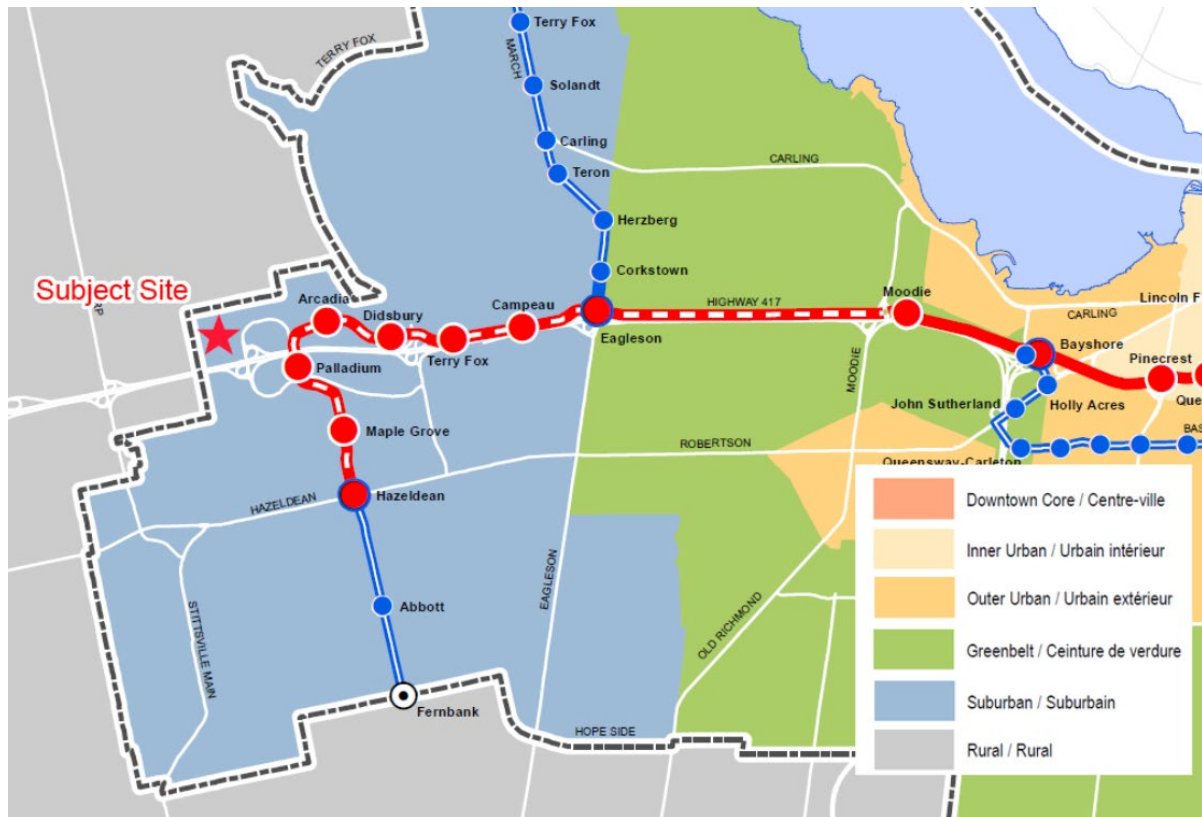 Terry Fox
TERRY FOX
MARCH
Solandt
Carling
CARLING
Teron
Herzberg
Corkstown
Subject Site
Arcadia
Didsbury
Campeau
HIGHWAY 417
Moodie
Lincoln F
CARLING
Eagleson
Terry Fox
Palladium
Bayshore
Pinecrest
Que
MOODIE
John Sutherland
Holly Acres
Maple Grove
ROBERTSON
BAS
Queensway-Carleton
HAZELDEAN
Hazeldean
EAGLESON
Abbott
STITTSVILLE MAIN
OLD RICHMOND
Fernbank
HOPE SIDE
Downtown Core / Centre-ville
Inner Urban / Urbain intérieur
Outer Urban / Urbain extérieur
Greenbelt / Ceinture de verdure
Suburban / Suburbain
Rural / Rural